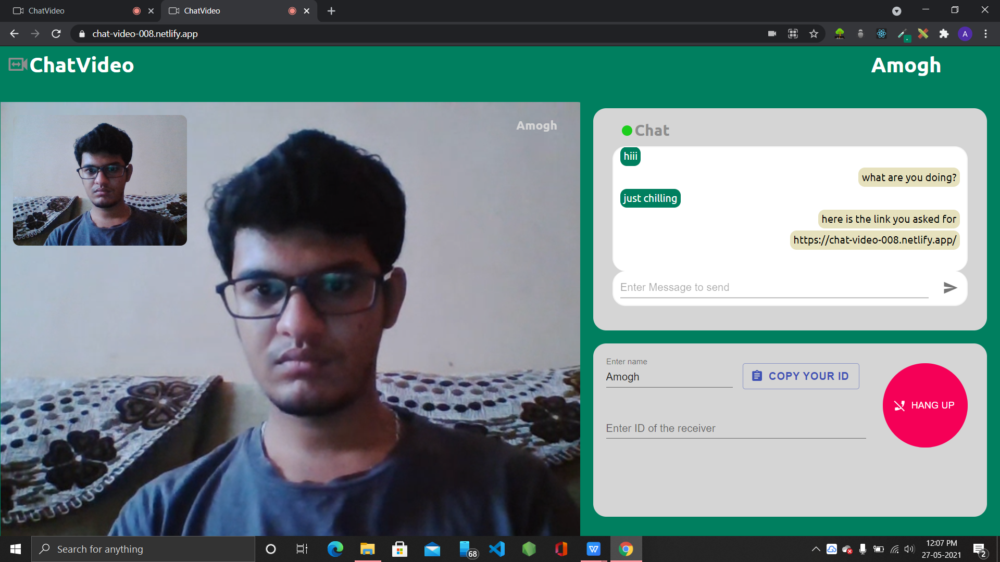 ChatVideo
ChatVideo
chat-video-008.netlify.app
A
ChatVideo
Amogh
Amogh
Chat
hiii
what are you doing?
just chilling
here is the link you asked for
https://chat-video-008.netlify.app/
Enter Message to send
Enter name
Amogh
COPY YOUR ID
HANG UP
Enter ID of the receiver
Search for anything
68
W
12:07 PM
27-05-2021
2